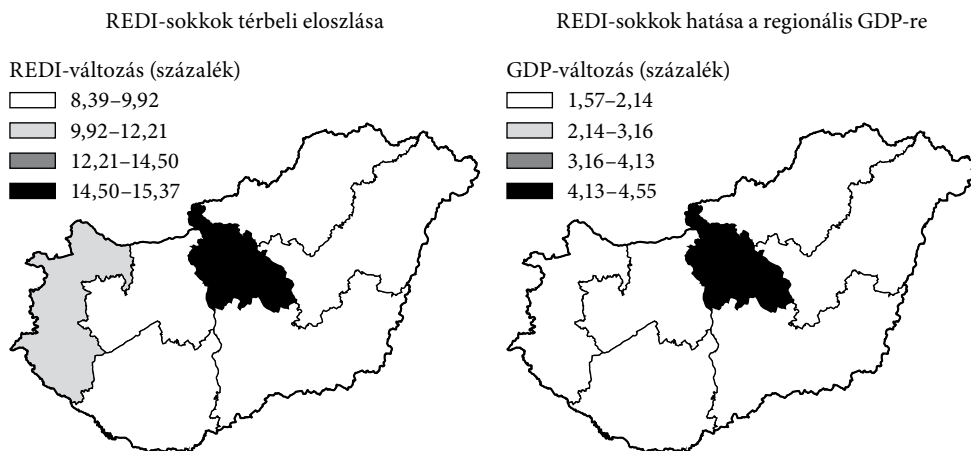 REDI-sokkok térbeli eloszlása
REDI-változás (százalék)
8,39–9,92
9,92–12,21
12,21–14,50
14,50–15,37
REDI-sokkok hatása a regionális GDP-re
GDP-változás (százalék)
1,57–2,14
2,14–3,16
3,16–4,13
4,13–4,55